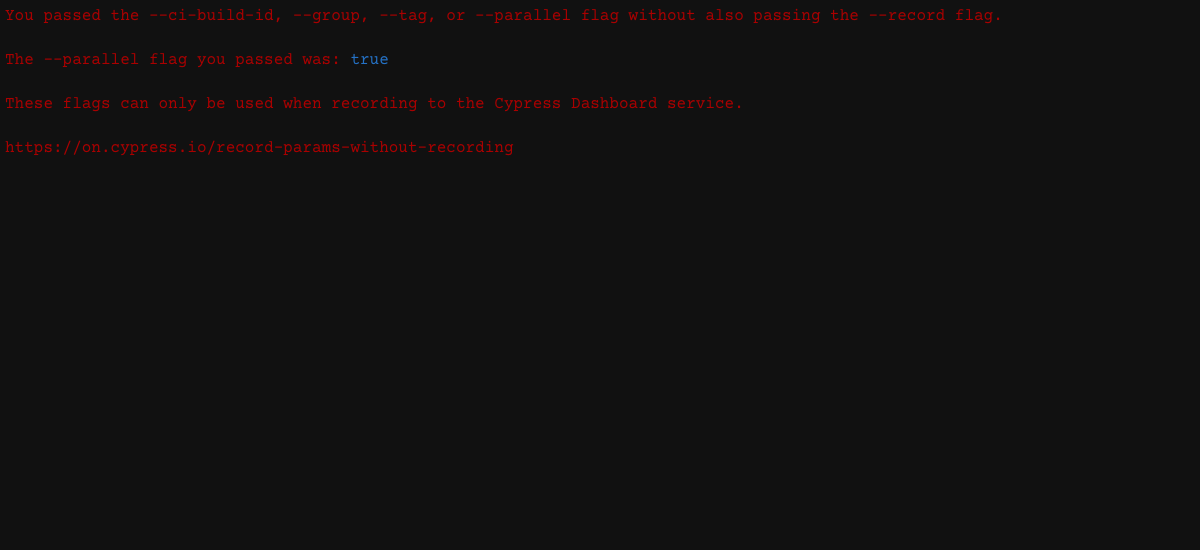 You passed the --ci-build-id, --group, --tag, or --parallel flag without also passing the --record flag.
The --parallel flag you passed was: true
These flags can only be used when recording to the Cypress Dashboard service.
https://on.cypress.io/record-params-without-recording